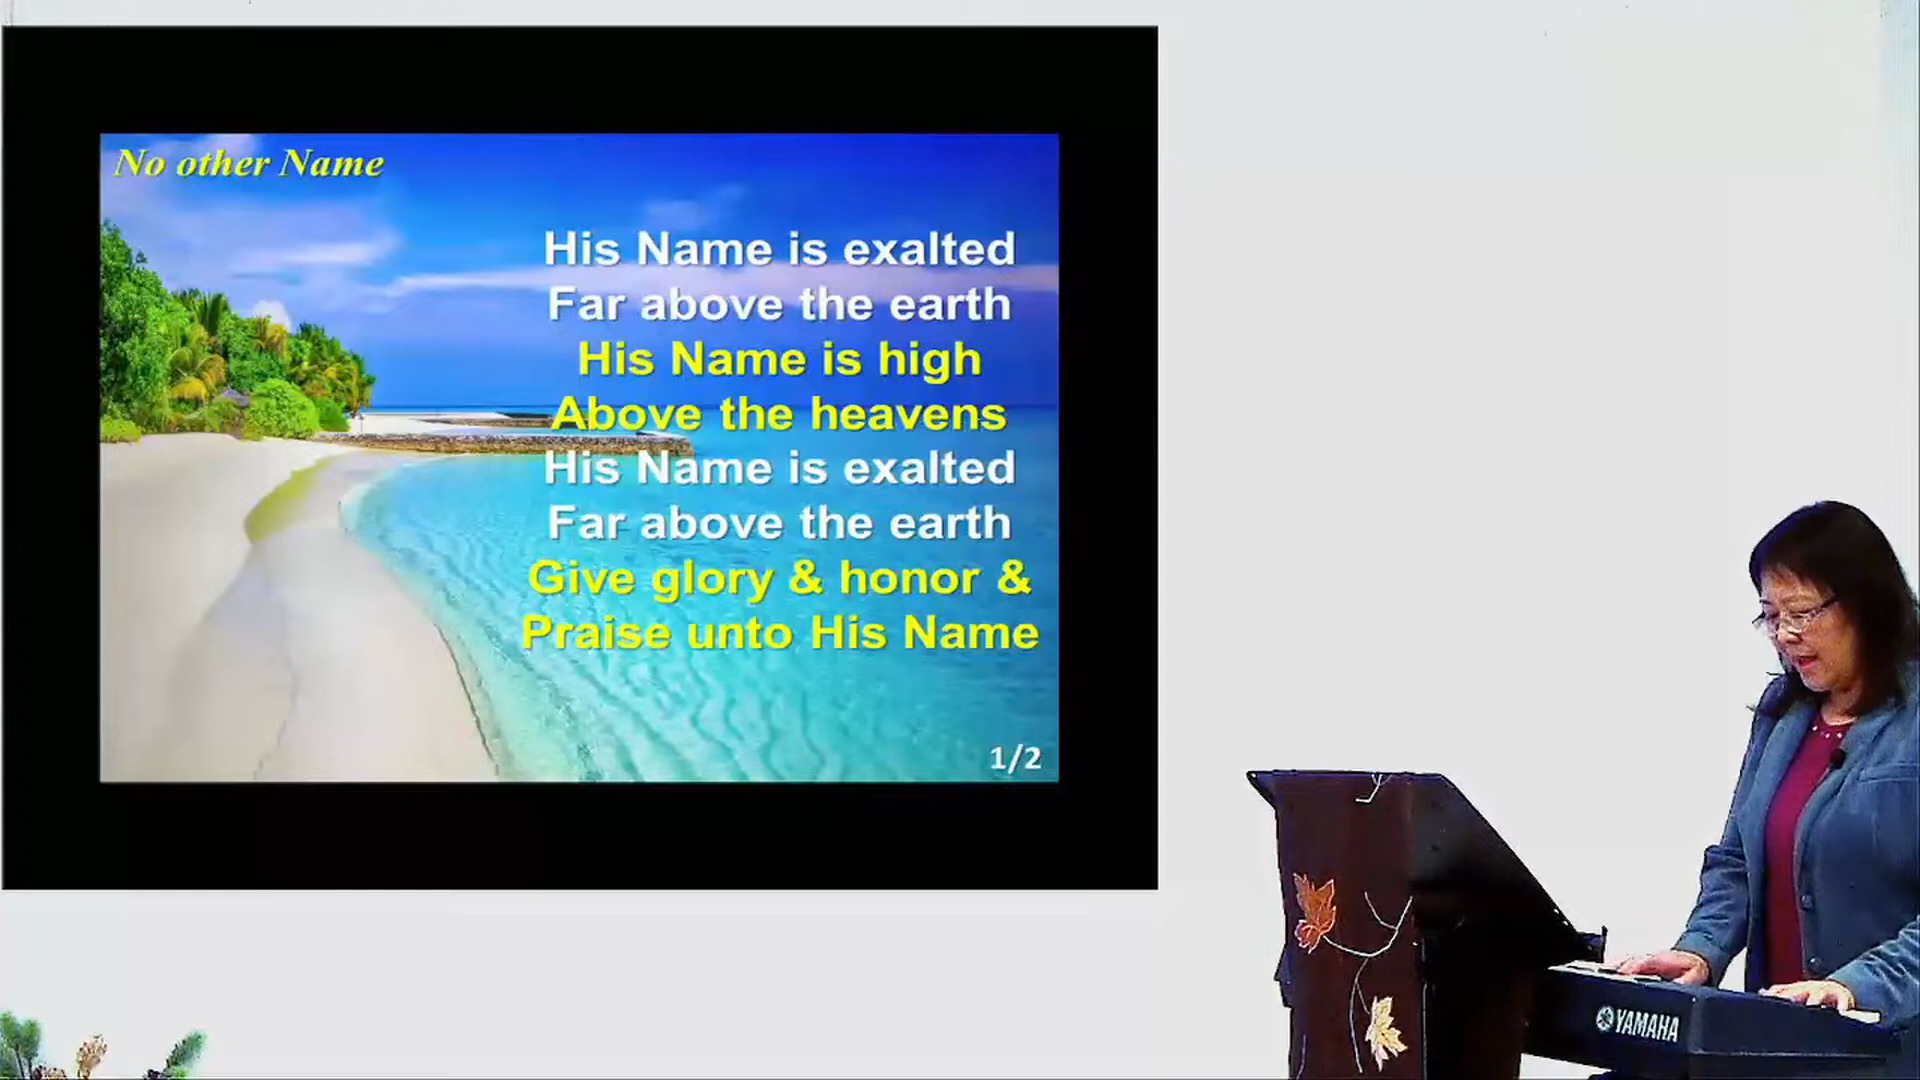 No other Name
His Name is exalted
Far above the earth
His Name is high
Above the heavens
His Name is exalted
Far above the earth
Give glory & honor &
Praise unto His Name
1/2
YAMAHA